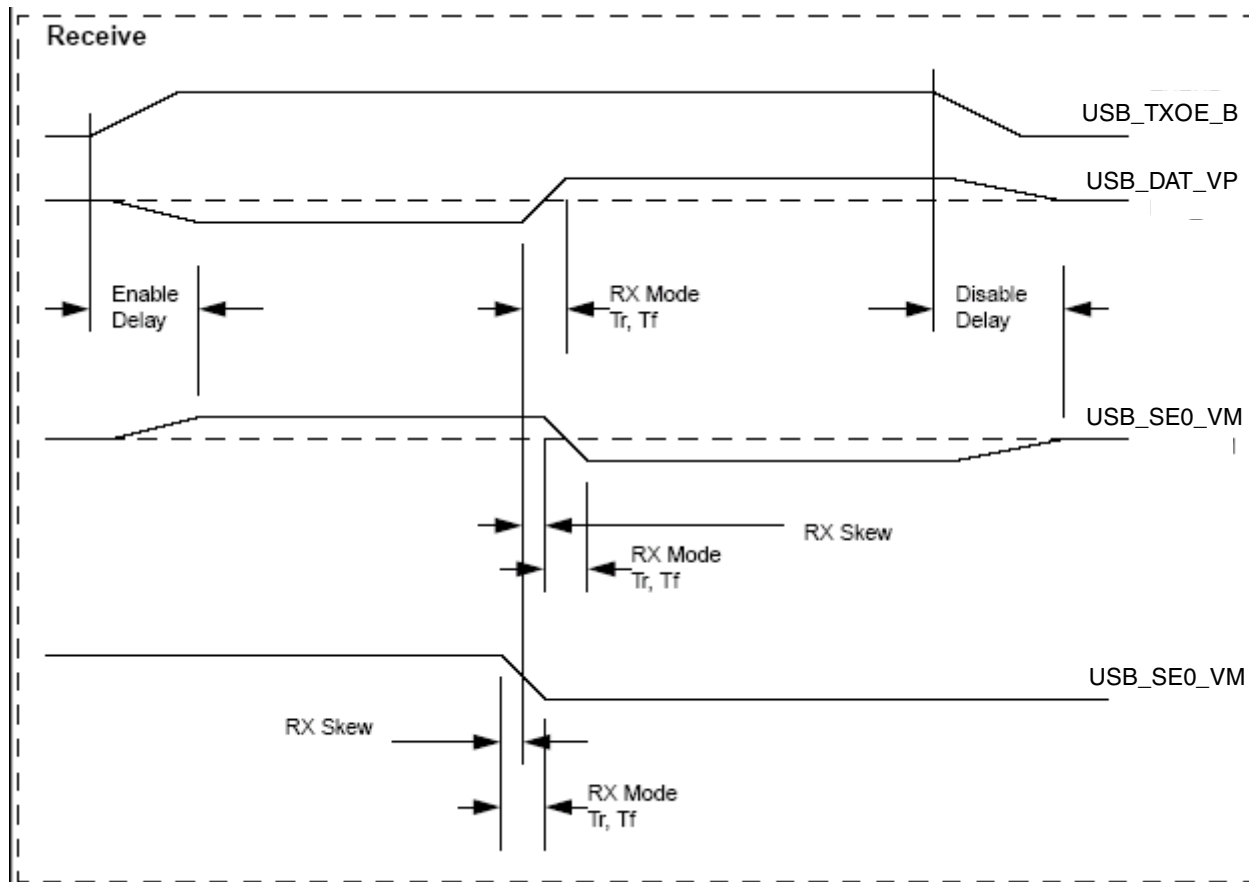 Receive
USB_TXOE_B
USB_DAT_VP
Enable
Delay
RX Mode
Tr, Tf
Disable
Delay
USB_SE0_VM
RX Skew
RX Mode
Tr, Tf
USB_SE0_VM
RX Skew
RX Mode
Tr, Tf